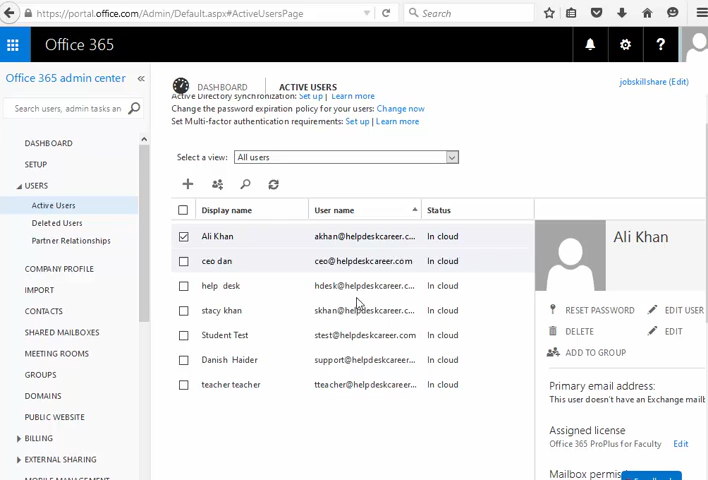 https://portal.office.com/Admin/Default.aspx#ActiveUsersPage
Search
Office 365
?
Office 365 admin center «
Search users, admin tasks an
DASHBOARD
SETUP
USERS
Active Users
Deleted Users
Partner Relationships
COMPANY PROFILE
IMPORT
CONTACTS
SHARED MAILBOXES
MEETING ROOMS
GROUPS
DOMAINS
PUBLIC WEBSITE
BILLING
EXTERNAL SHARING
MOBILE MANAGEMENT
DASHBOARD ACTIVE USERS
jobskillshare (Edit)
Active Directory synchronization: Set up | Learn more
Change the password expiration policy for your users: Change now
Set Multi-factor authentication requirements: Set up | Learn more
Select a view: All users
Display name User name Status
Ali Khan akhan@helpdeskcareer.c... In cloud
ceo dan ceo@helpdeskcareer.com In cloud
help desk hdesk@helpdeskcareer.c... In cloud
stacy khan skhan@helpdeskcareer.c... In cloud
Student Test stest@helpdeskcareer.com In cloud
Danish Haider support@helpdeskcareer... In cloud
teacher teacher tteacher@helpdeskcareer... In cloud
Ali Khan
RESET PASSWORD EDIT USER
DELETE EDIT
ADD TO GROUP
Primary email address:
This user doesn't have an Exchange mailb
Assigned license
Office 365 ProPlus for Faculty Edit
Mailbox permis